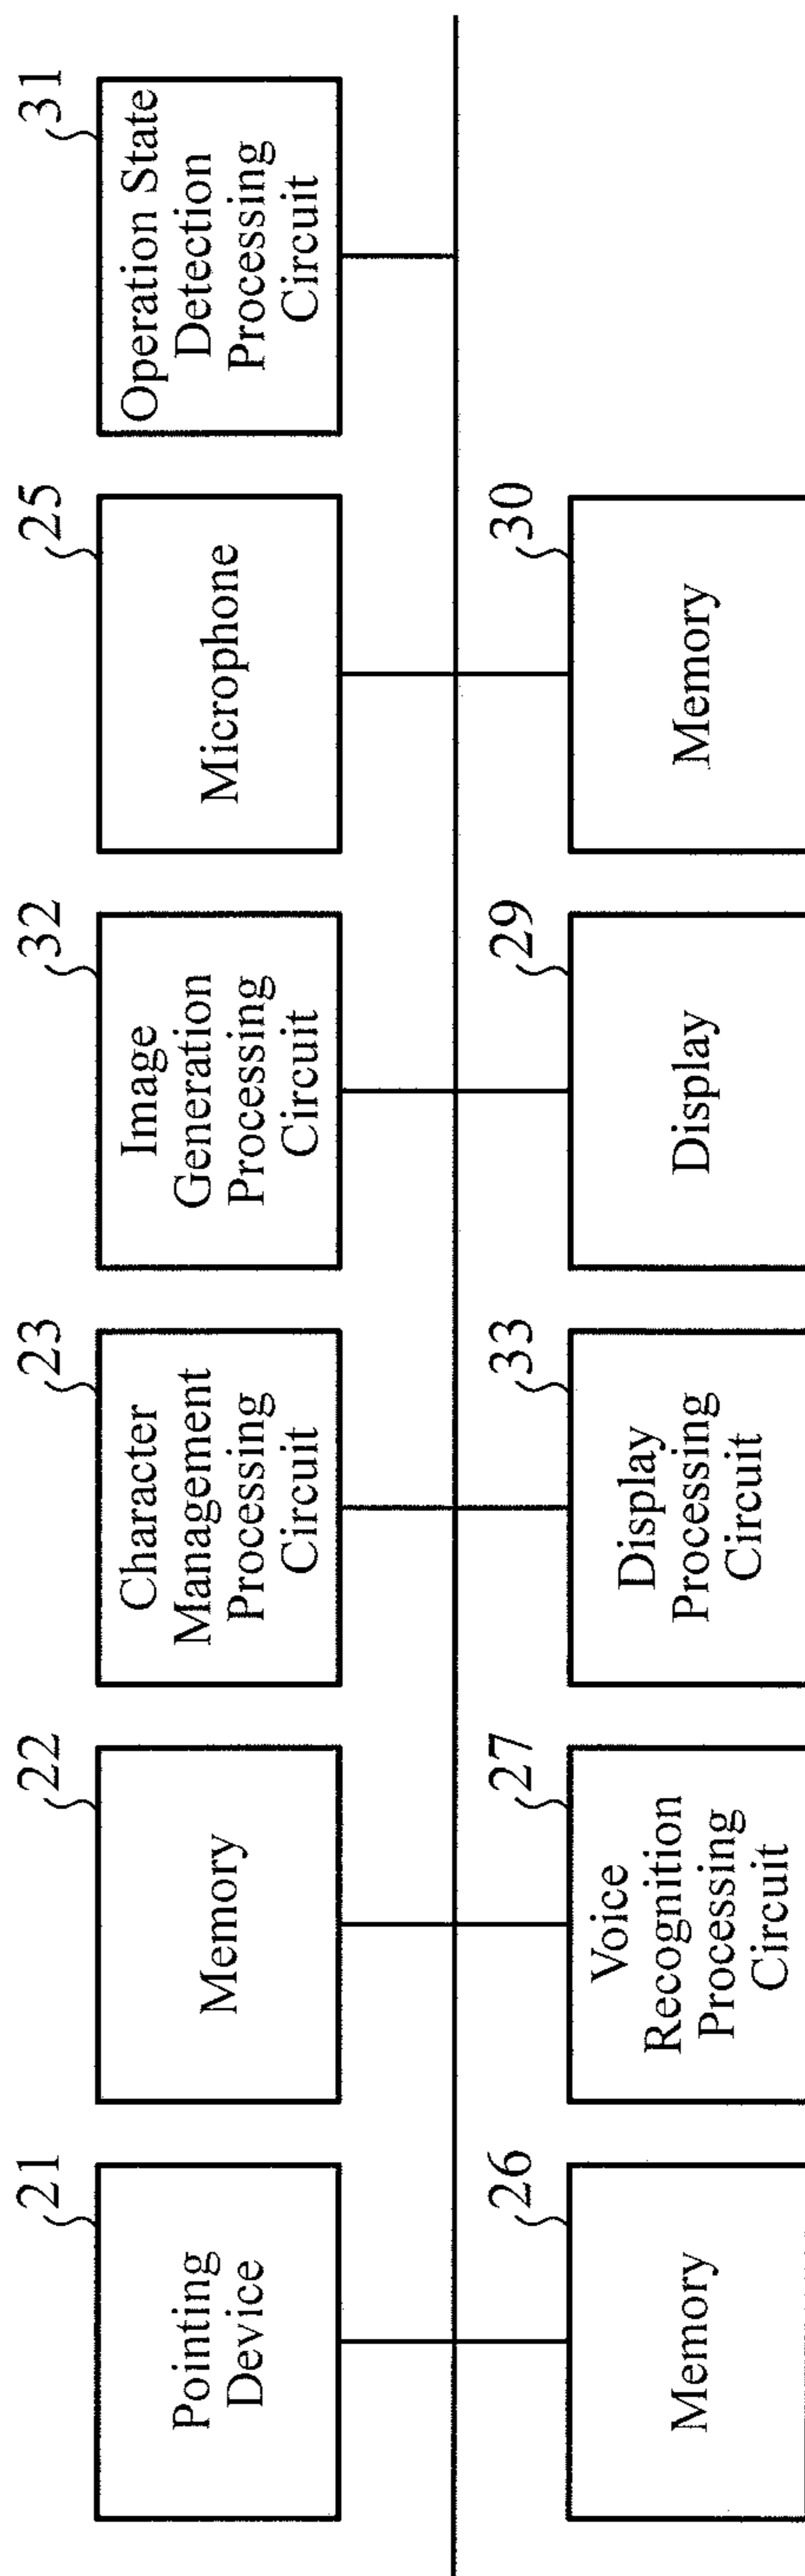 21
Pointing
Device
22
Memory
23
Character
Management
Processing
Circuit
32
Image
Generation
Processing
Circuit
25
Microphone
31
Operation State
Detection
Processing
Circuit
26
Memory
27
Voice
Recognition
Processing
Circuit
33
Display
Processing
Circuit
29
Display
30
Memory